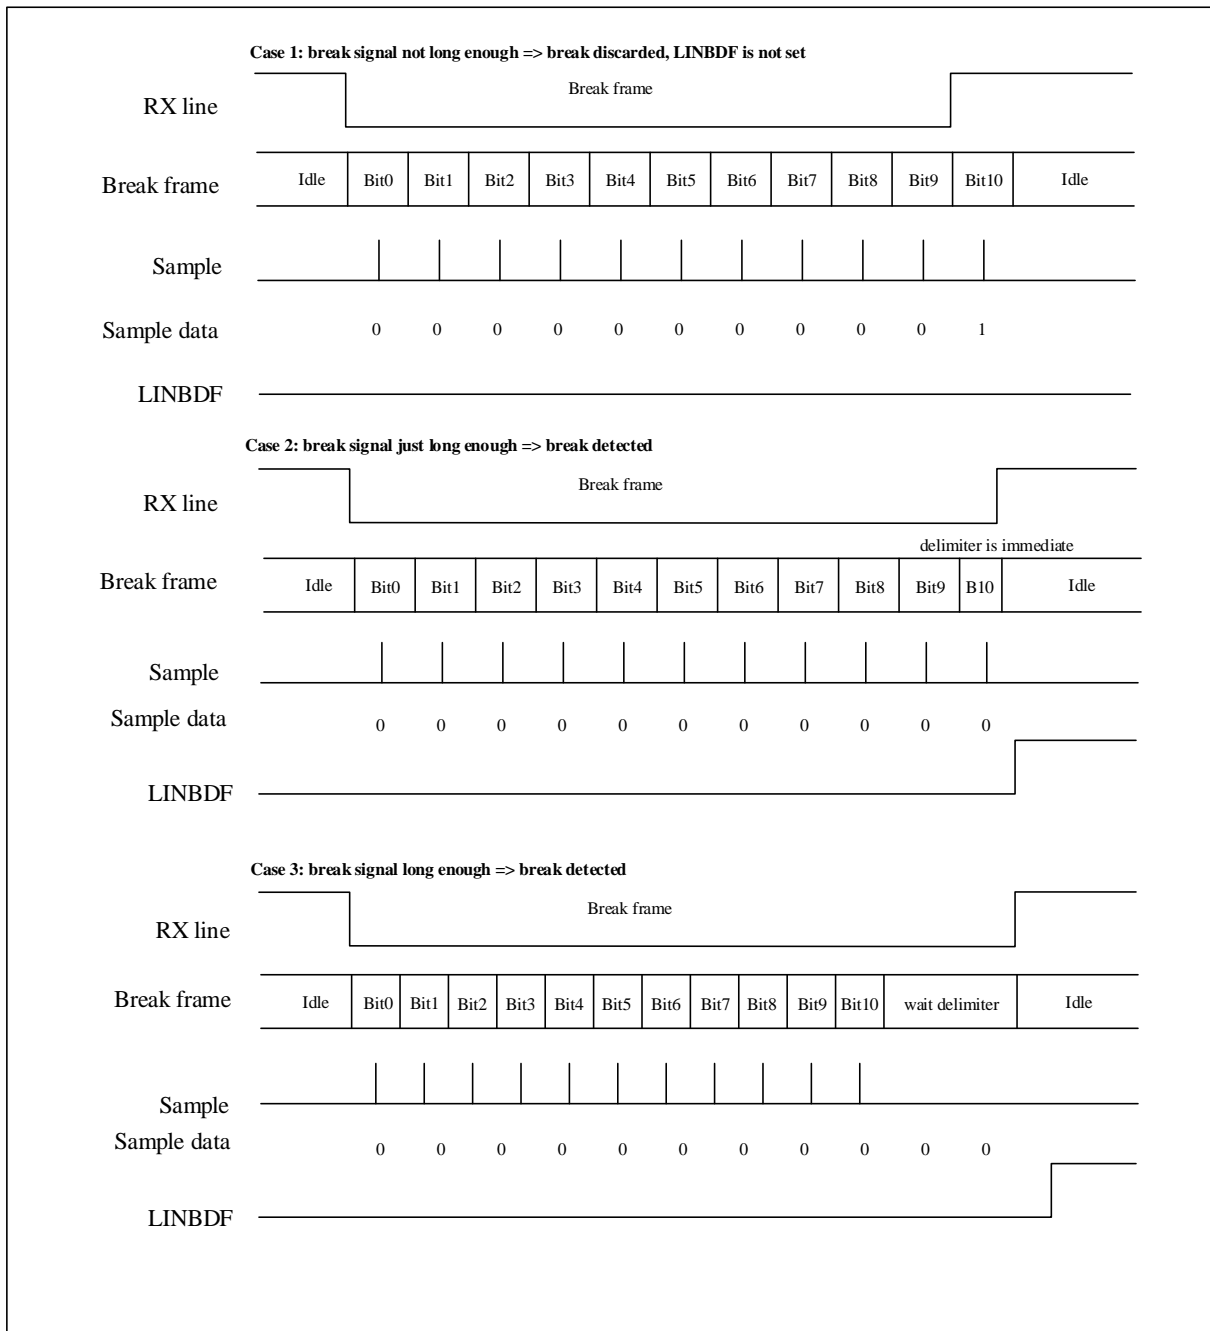 Case 1: break signal not long enough => break discarded, LINBDF is not set
RX line
Break frame
Break frame
Idle Bit0 Bit1 Bit2 Bit3 Bit4 Bit5 Bit6 Bit7 Bit8 Bit9 Bit10 Idle
Sample
Sample data
0 0 0 0 0 0 0 0 0 0 1
LINBDF
Case 2: break signal just long enough => break detected
RX line
Break frame
delimiter is immediate
Break frame
Idle Bit0 Bit1 Bit2 Bit3 Bit4 Bit5 Bit6 Bit7 Bit8 Bit9 B10 Idle
Sample
Sample data
0 0 0 0 0 0 0 0 0 0 0
LINBDF
Case 3: break signal long enough => break detected
RX line
Break frame
Break frame
Idle Bit0 Bit1 Bit2 Bit3 Bit4 Bit5 Bit6 Bit7 Bit8 Bit9 Bit10 wait delimiter Idle
Sample
Sample data
0 0 0 0 0 0 0 0 0 0 0
LINBDF